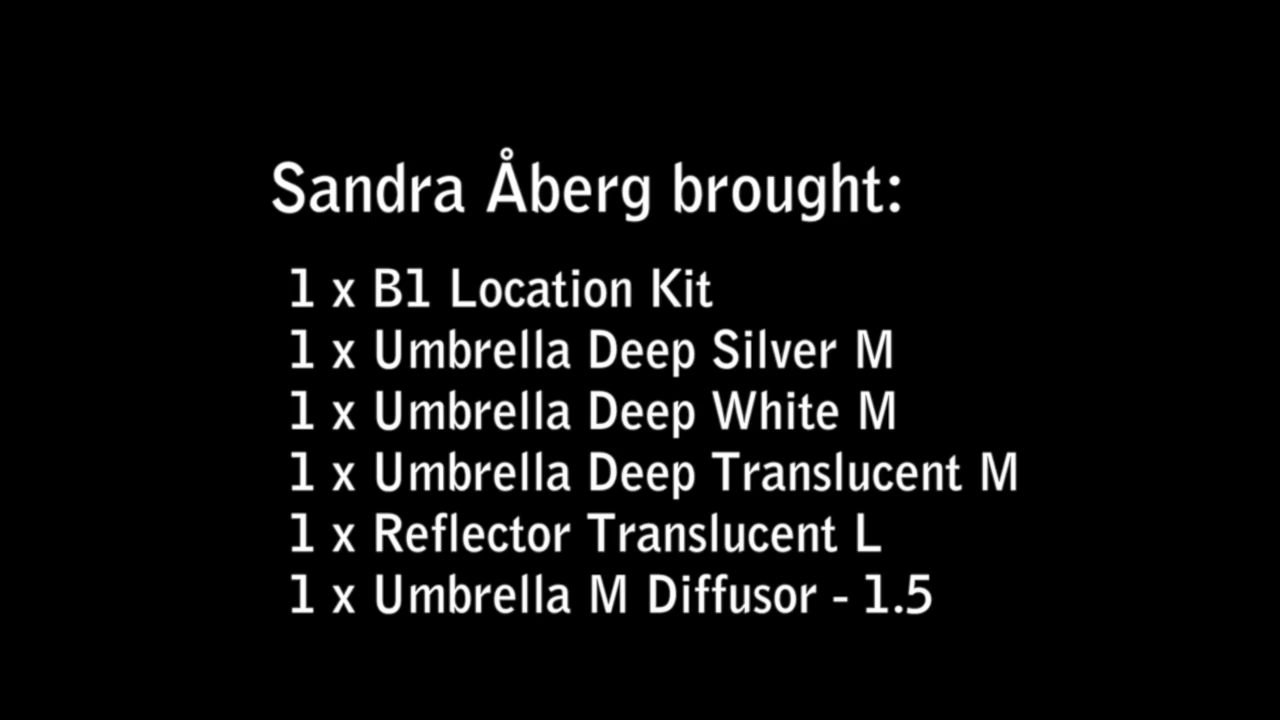 Sandra Åberg brought:
1 x B1 Location Kit
1 x Umbrella Deep Silver M
1 x Umbrella Deep White M
1 x Umbrella Deep Translucent M
1 x Reflector Translucent L
1 x Umbrella M Diffusor - 1.5